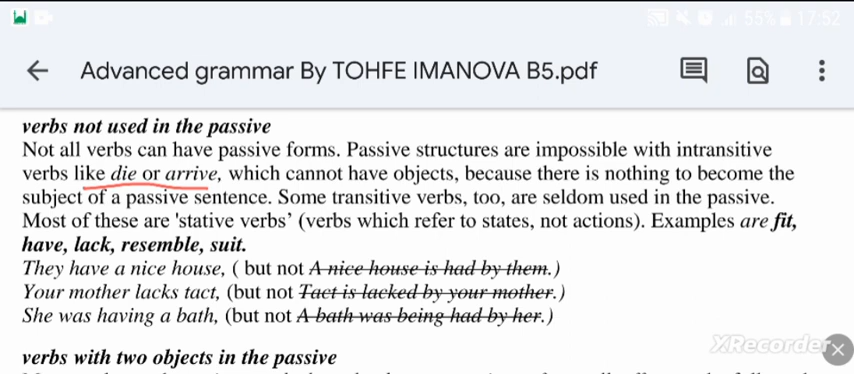 55% 17:52
Advanced grammar By TOHFE IMANOVA B5.pdf
verbs not used in the passive
Not all verbs can have passive forms. Passive structures are impossible with intransitive
verbs like die or arrive, which cannot have objects, because there is nothing to become the
subject of a passive sentence. Some transitive verbs, too, are seldom used in the passive.
Most of these are 'stative verbs’ (verbs which refer to states, not actions). Examples are fit,
have, lack, resemble, suit.
They have a nice house, ( but not A nice house is had by them.)
Your mother lacks tact, (but not Tact is lacked by your mother.)
She was having a bath, (but not A bath was being had by her.)
XRecorder
verbs with two objects in the passive